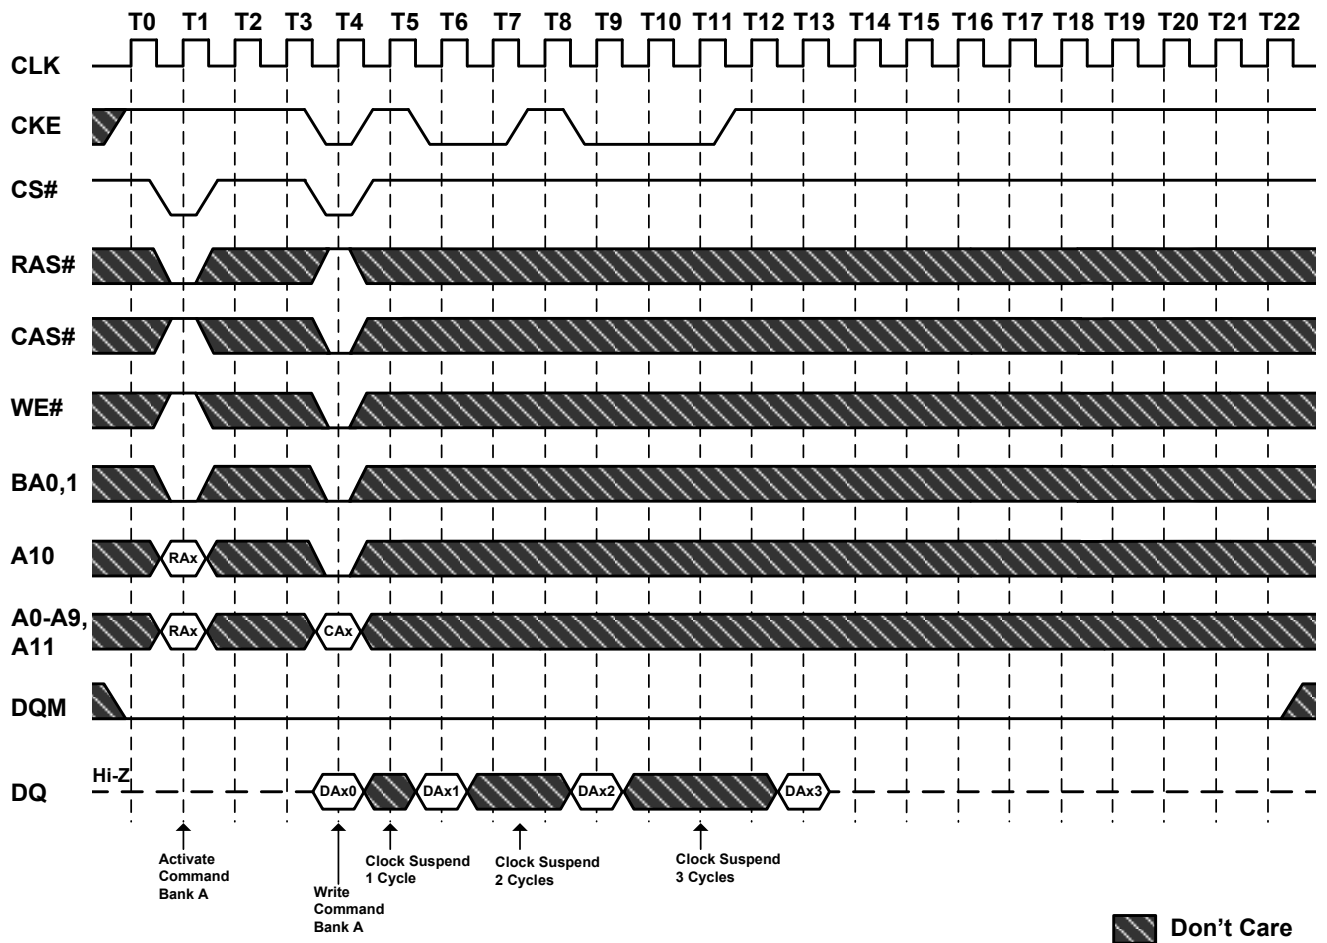 T0 T1 T2 T3 T4 T5 T6 T7 T8 T9 T10 T11 T12 T13 T14 T15 T16 T17 T18 T19 T20 T21 T22
CLK
CKE
CS#
RAS#
CAS#
WE#
BA0,1
A10
RAx
A0-A9,
A11
RAx
CAx
DQM
Hi-Z
DQ
DAx0
DAx1
DAx2
DAx3
Activate
Command
Bank A
Write
Command
Bank A
Clock Suspend
1 Cycle
Clock Suspend
2 Cycles
Clock Suspend
3 Cycles
Don't Care